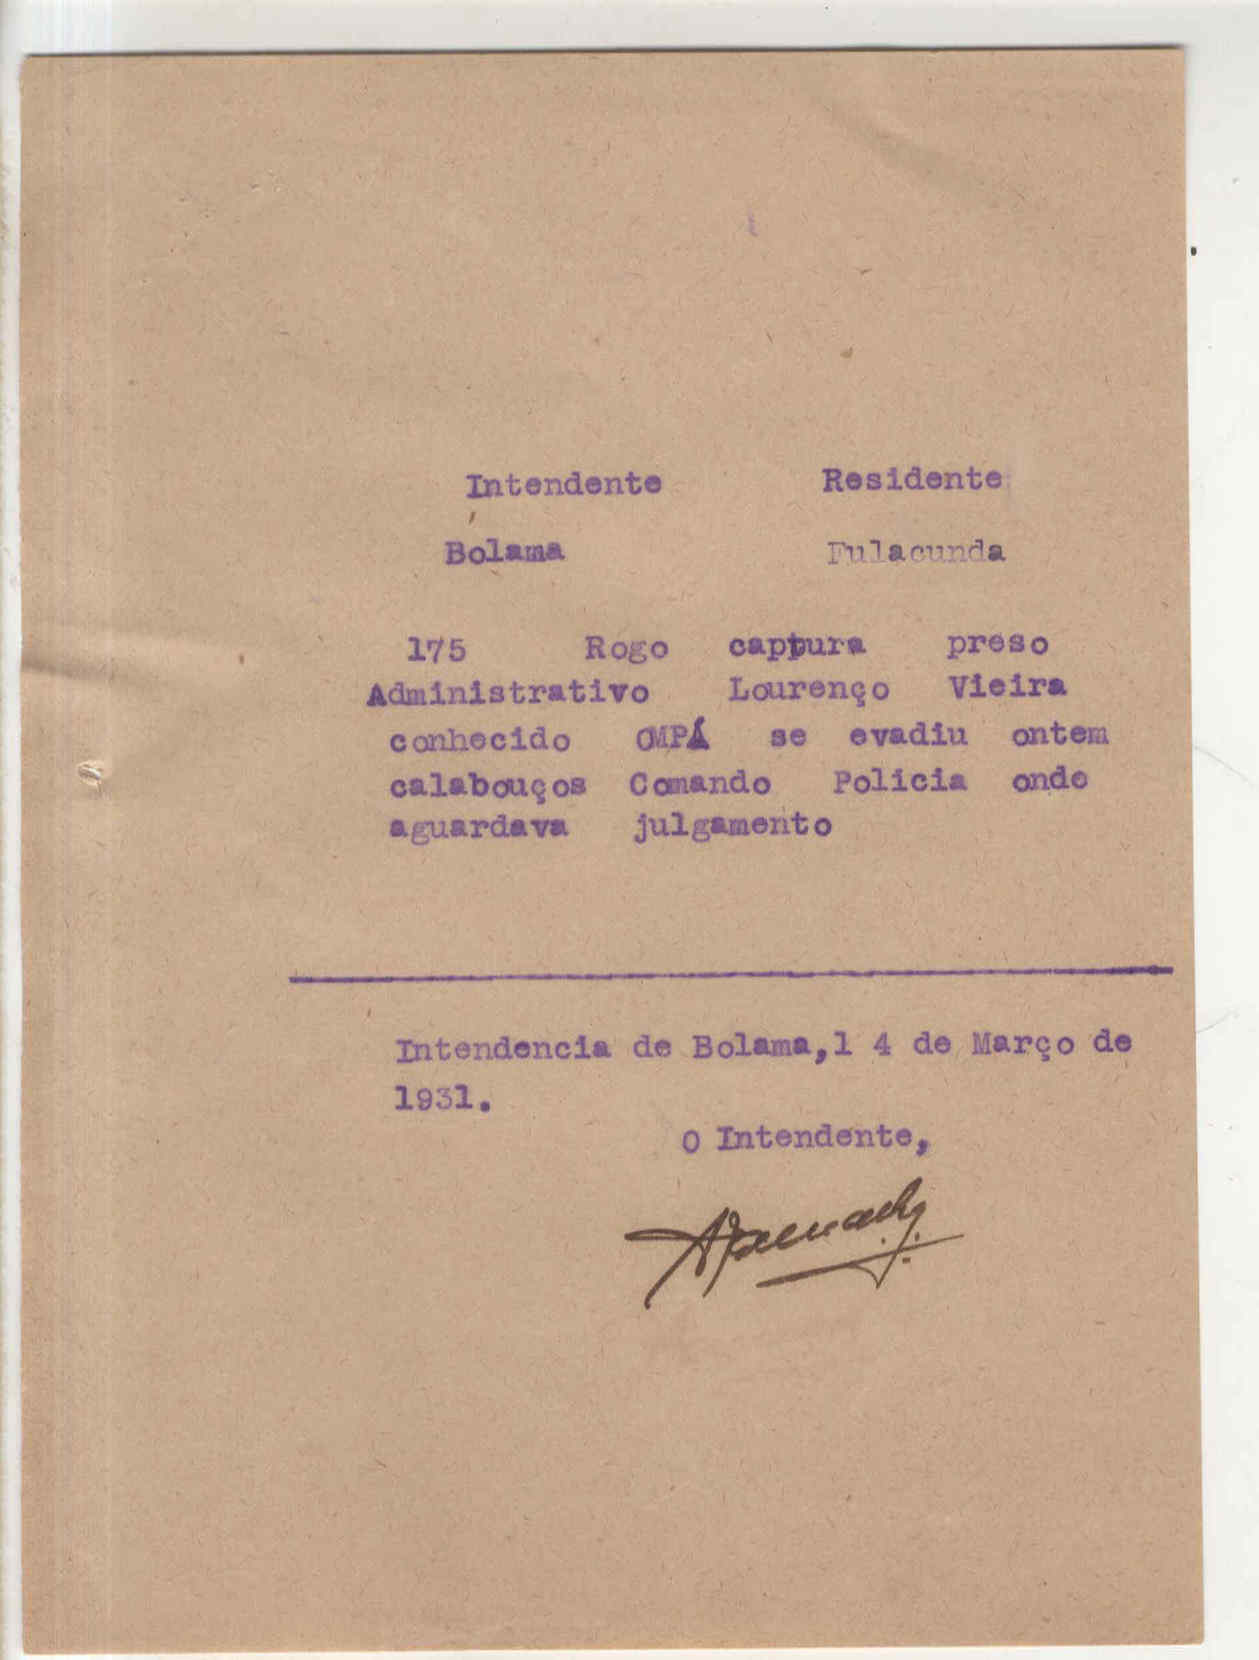 Intendente Residente
Bolama Fulacunda
175 Rogo captura preso
Administrativo Lourenço Vieira
conhecido OMPÁ se evadiu ontem
calabouços Comando Policia onde
aguardava julgamento
Intendencia de Bolama,1 4 de Março de
1931.
O Intendente,